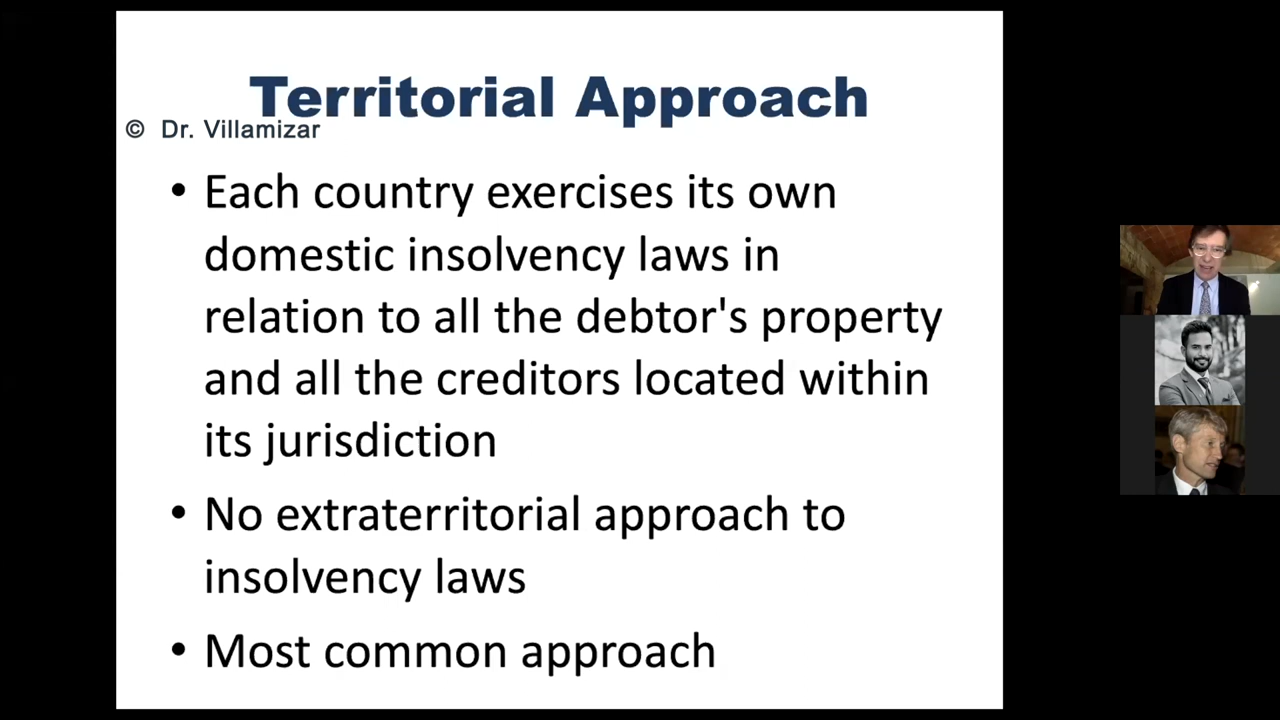 Territorial Approach
© Dr. Villamizar
• Each country exercises its own
domestic insolvency laws in
relation to all the debtor's property
and all the creditors located within
its jurisdiction
• No extraterritorial approach to
insolvency laws
• Most common approach